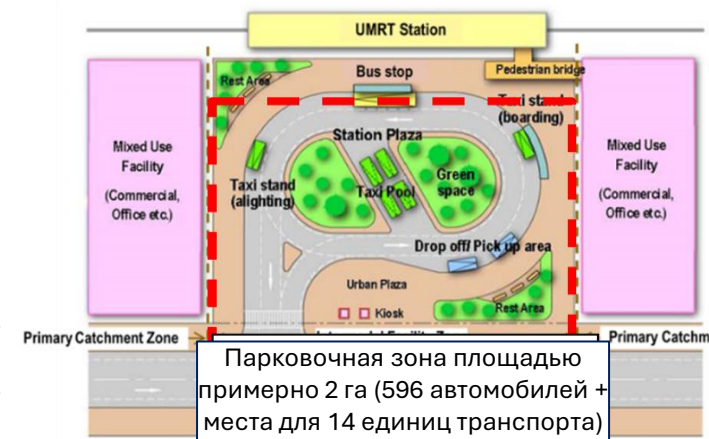 UMRT Station
Pedestrian bridge
Rest Area
Bus stop
Taxi stand
(boarding)
Station Plaza
Mixed Use
Facility
(Commercial,
Office etc.)
Mixed Use
Facility
(Commercial,
Office etc.)
Taxi stand
(alighting)
Taxi Pool
Green
space
Drop off/ Pick up area
Urban Plaza
Kiosk
Rest Area
Primary Catchment Zone
Primary Catchm
Парковочная зона площадью
примерно 2 га (596 автомобилей +
места для 14 единиц транспорта)